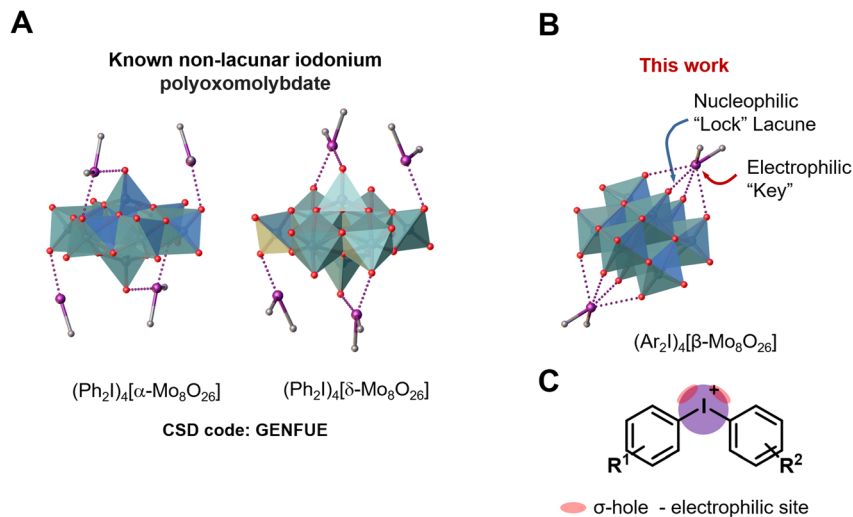 A
Known non-lacunar iodonium
polyoxomolybdate
(Ph₂I)₄[α-Mo₈O₂₆]
(Ph₂I)₄[δ-Mo₈O₂₆]
CSD code: GENFUE
B
This work
Nucleophilic
“Lock” Lacune
Electrophilic
“Key”
(Ar₂I)₄[β-Mo₈O₂₆]
C
I
+
R¹
R²
σ-hole - electrophilic site